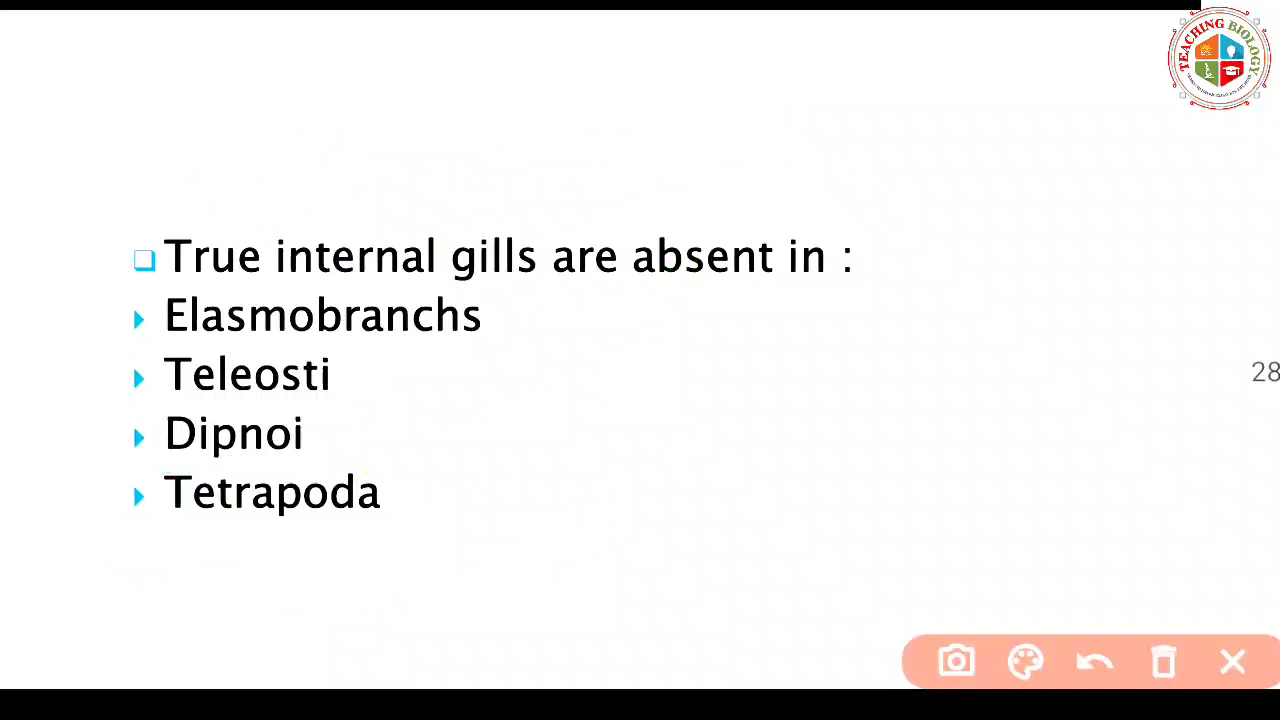 TEACHING BIOLOGY
True internal gills are absent in :
Elasmobranchs
Teleosti
Dipnoi
Tetrapoda
28